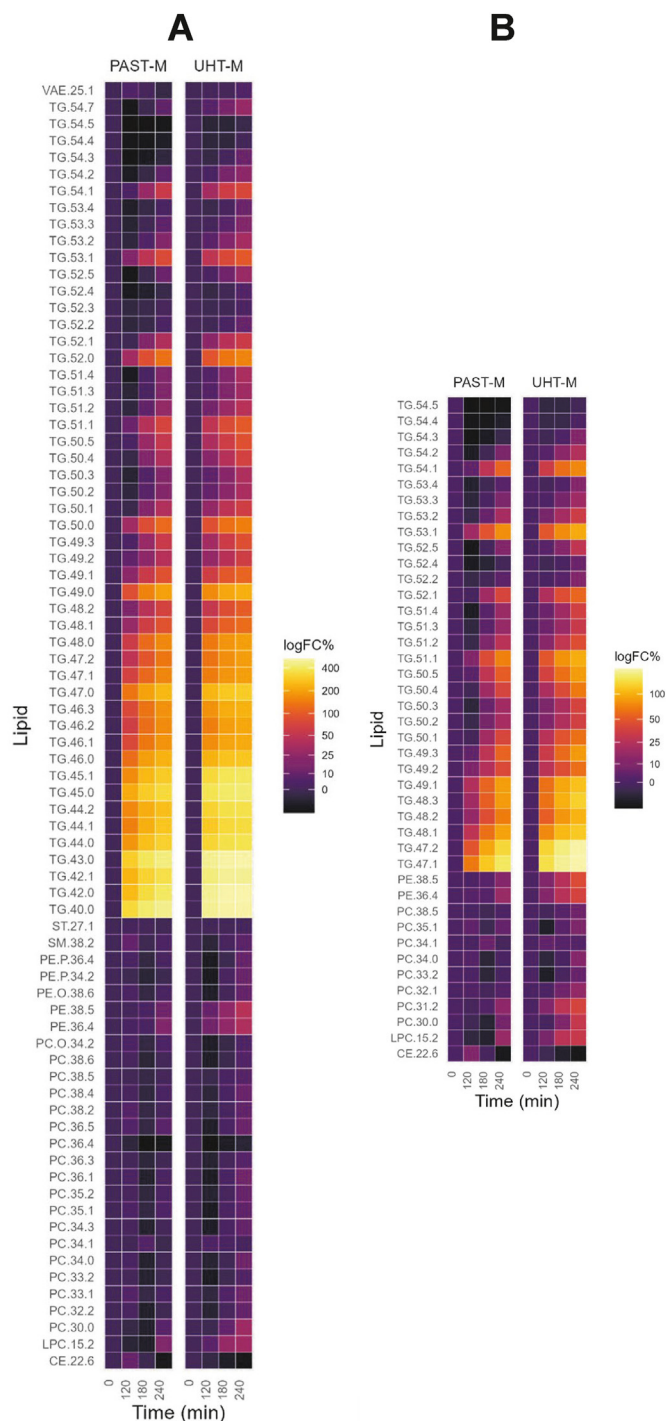 A
PAST-M UHT-M
VAE.25.1
TG.54.7
TG.54.5
TG.54.4
TG.54.3
TG.54.2
TG.54.1
TG.53.4
TG.53.3
TG.53.2
TG.53.1
TG.52.5
TG.52.4
TG.52.3
TG.52.2
TG.52.1
TG.52.0
TG.51.4
TG.51.3
TG.51.2
TG.51.1
TG.50.5
TG.50.4
TG.50.3
TG.50.2
TG.50.1
TG.50.0
TG.49.3
TG.49.2
TG.49.1
TG.49.0
TG.48.2
TG.48.1
TG.48.0
TG.47.2
TG.47.1
TG.47.0
TG.46.3
TG.46.2
TG.46.1
TG.46.0
TG.45.1
TG.45.0
TG.44.2
TG.44.1
TG.44.0
TG.43.0
TG.42.1
TG.42.0
TG.40.0
ST.27.1
SM.38.2
PE.P.36.4
PE.P.34.2
PE.O.38.6
PE.38.5
PE.36.4
PC.O.34.2
PC.38.6
PC.38.5
PC.38.4
PC.38.2
PC.36.5
PC.36.4
PC.36.3
PC.36.1
PC.35.2
PC.35.1
PC.34.3
PC.34.1
PC.34.0
PC.33.2
PC.33.1
PC.32.2
PC.30.0
LPC.15.2
CE.22.6
Lipid
0 120 180 240 0 120 180 240
Time (min)
logFC%
400
200
100
50
25
10
0
B
PAST-M UHT-M
TG.54.5
TG.54.4
TG.54.3
TG.54.2
TG.54.1
TG.53.4
TG.53.3
TG.53.2
TG.53.1
TG.52.5
TG.52.4
TG.52.2
TG.52.1
TG.51.4
TG.51.3
TG.51.2
TG.51.1
TG.50.5
TG.50.4
TG.50.3
TG.50.2
TG.50.1
TG.49.3
TG.49.2
TG.49.1
TG.48.3
TG.48.2
TG.48.1
TG.47.2
TG.47.1
PE.38.5
PE.36.4
PC.38.5
PC.35.1
PC.34.1
PC.34.0
PC.33.2
PC.32.1
PC.31.2
PC.30.0
LPC.15.2
CE.22.6
Lipid
0 120 180 240 0 120 180 240
Time (min)
logFC%
100
50
25
10
0